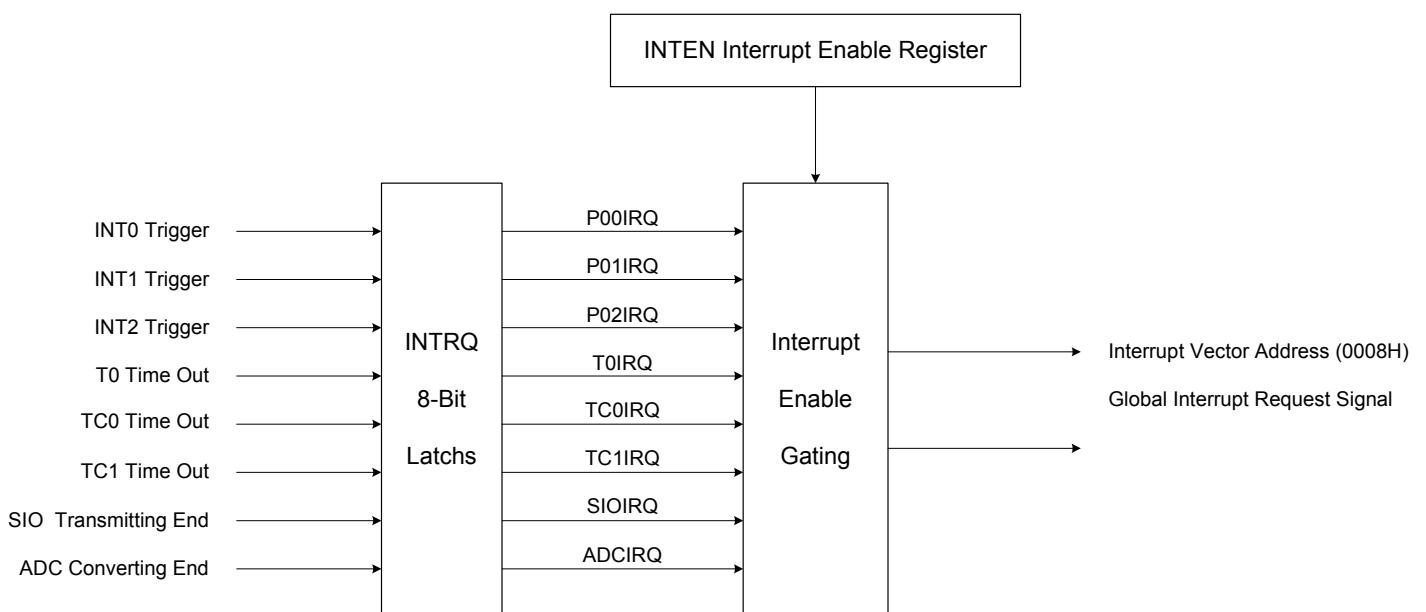 INTEN Interrupt Enable Register
INT0 Trigger
INT1 Trigger
INT2 Trigger
T0 Time Out
TC0 Time Out
TC1 Time Out
SIO Transmitting End
ADC Converting End
INTRQ
8-Bit
Latchs
P00IRQ
P01IRQ
P02IRQ
T0IRQ
TC0IRQ
TC1IRQ
SIOIRQ
ADCIRQ
Interrupt
Enable
Gating
Interrupt Vector Address (0008H)
Global Interrupt Request Signal